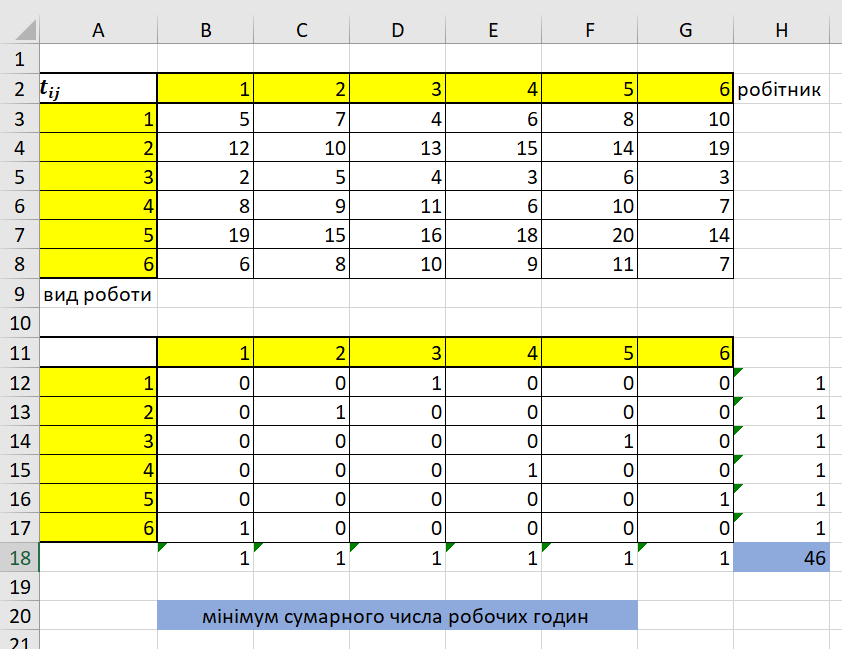 A B C D E F G H
1
2 tij 1 2 3 4 5 6 робітник
3 1 5 7 4 6 8 10
4 2 12 10 13 15 14 19
5 3 2 5 4 3 6 3
6 4 8 9 11 6 10 7
7 5 19 15 16 18 20 14
8 6 6 8 10 9 11 7
9 вид роботи
10
11 1 2 3 4 5 6
12 1 0 0 1 0 0 0 1
13 2 0 1 0 0 0 0 1
14 3 0 0 0 0 1 0 1
15 4 0 0 0 1 0 0 1
16 5 0 0 0 0 0 1 1
17 6 1 0 0 0 0 0 1
18 1 1 1 1 1 1 46
19
20 мінімум сумарного числа робочих годин
21